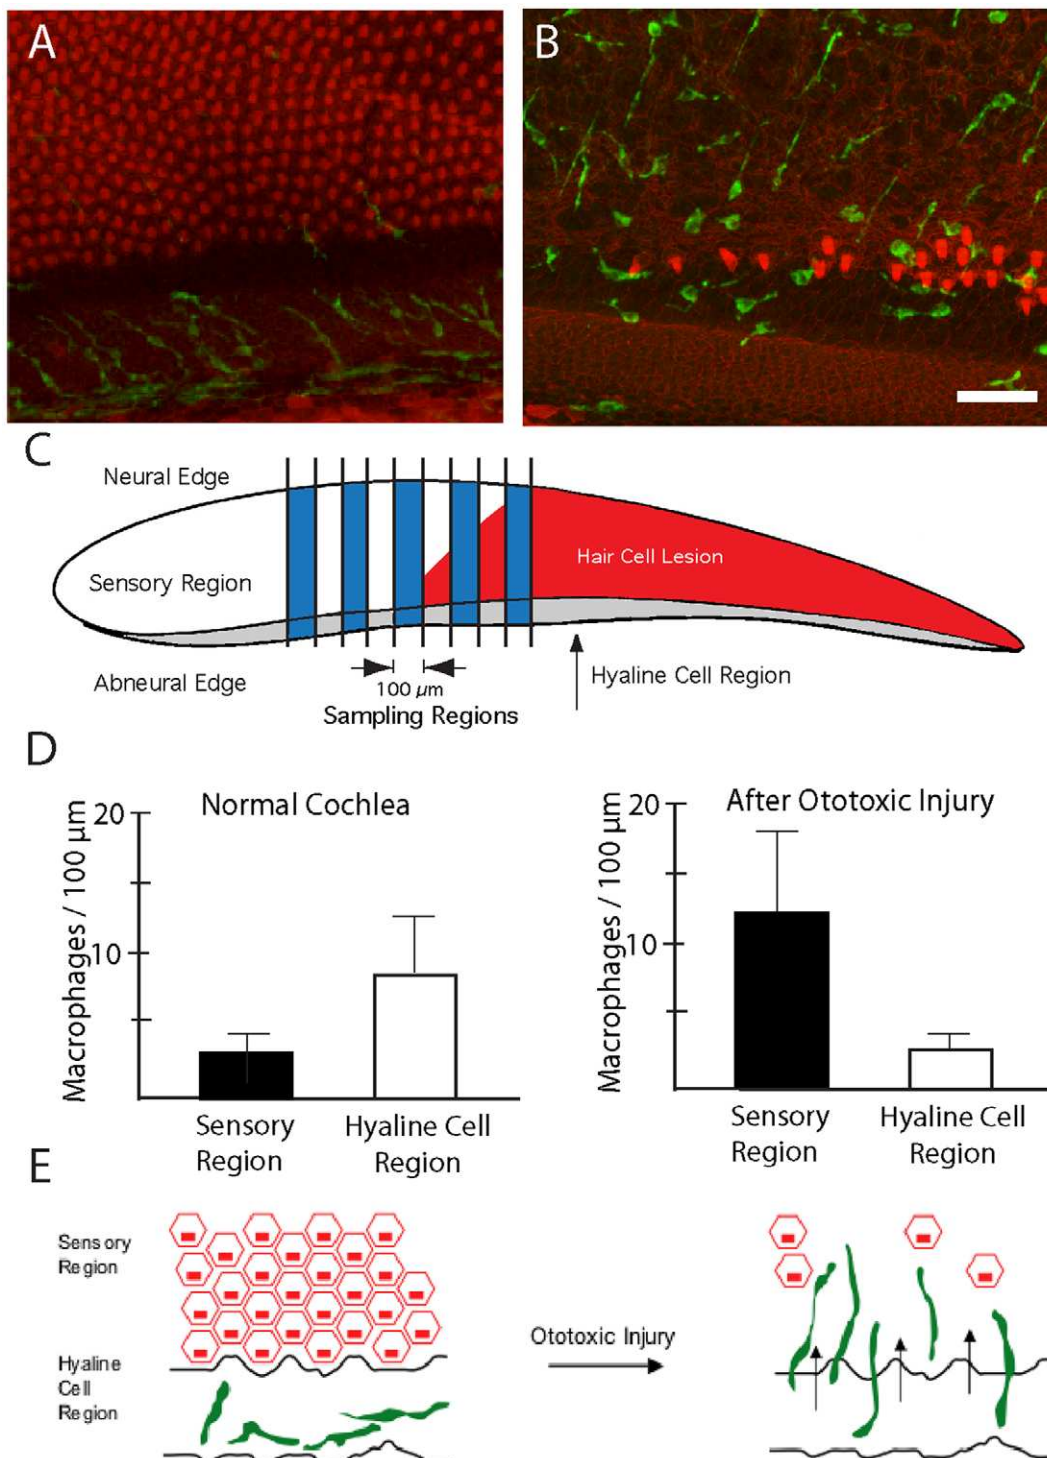 A
B
C
Neural Edge
Sensory Region
Hair Cell Lesion
Abneural Edge
100 µm
Sampling Regions
Hyaline Cell Region
D
Normal Cochlea
Macrophages / 100 µm
20
10
Sensory
Region
Hyaline Cell
Region
After Ototoxic Injury
Macrophages / 100 µm
20
10
Sensory
Region
Hyaline Cell
Region
E
Sensory
Region
Hyaline
Cell
Region
Ototoxic Injury